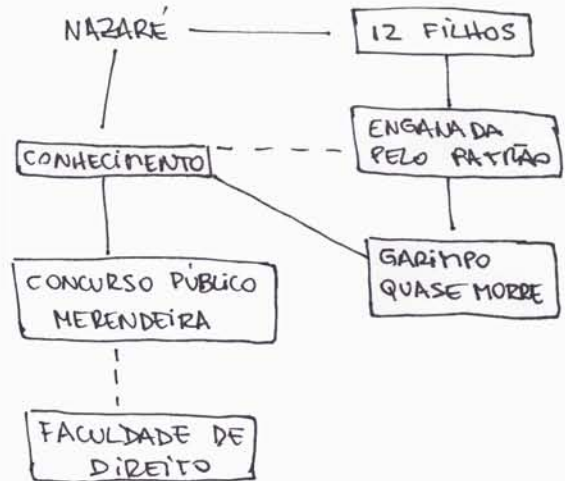 NAZARÉ
12 FILHOS
ENGANADA
PELO PATRÃO
CONHECIMENTO
GARIMPO
QUASE MORRE
CONCURSO PÚBLICO
MERENDEIRA
FACULDADE DE
DIREITO